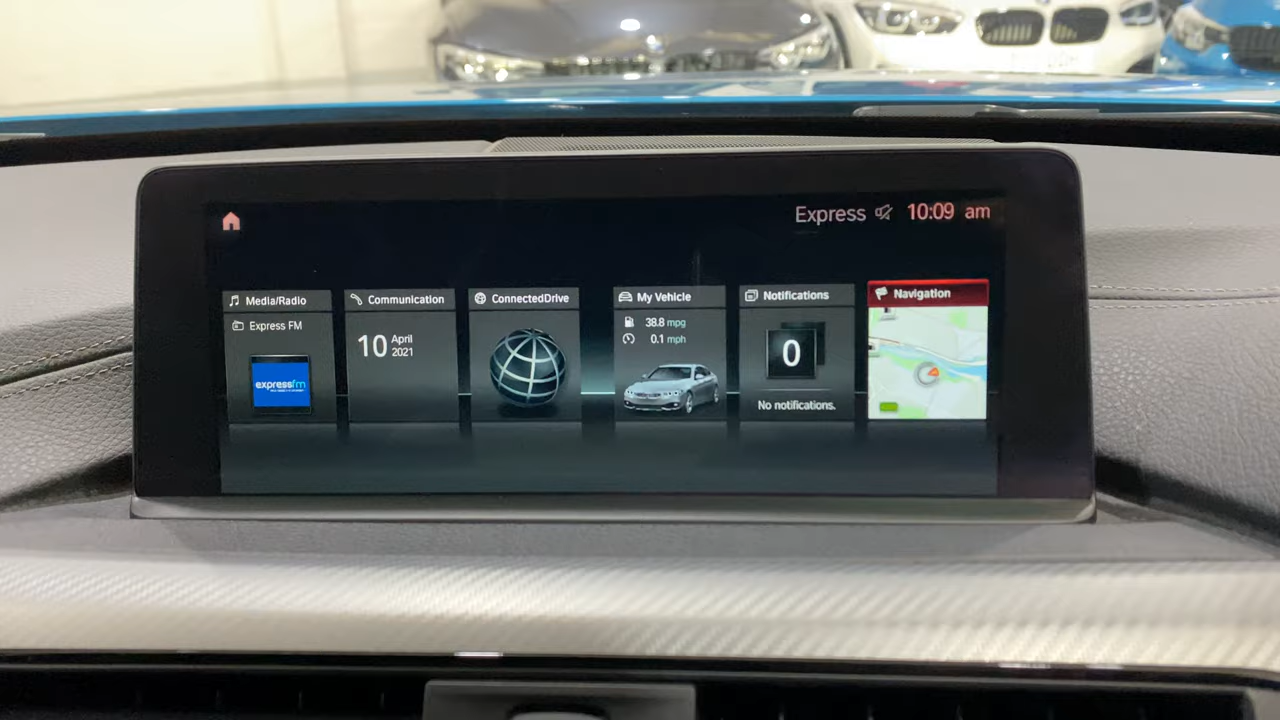 Express 10:09 am
Media/Radio
Express FM
expressfm
Communication
10 April
2021
ConnectedDrive
My Vehicle
38.8 mpg
0.1 mph
Notifications
0
No notifications.
Navigation